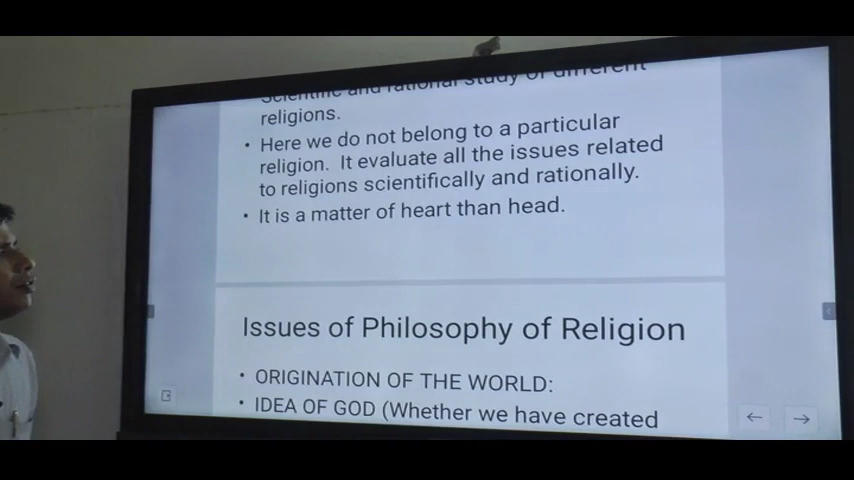 Scientific and rational study of different
religions.
• Here we do not belong to a particular
religion. It evaluate all the issues related
to religions scientifically and rationally.
• It is a matter of heart than head.
Issues of Philosophy of Religion
• ORIGINATION OF THE WORLD:
• IDEA OF GOD (Whether we have created